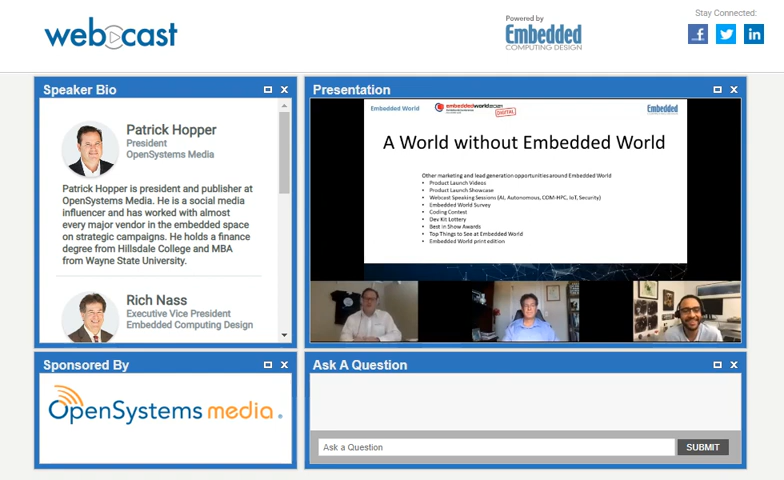 webcast
Powered by
Embedded
COMPUTING DESIGN
Stay Connected:
Speaker Bio
Patrick Hopper
President
OpenSystems Media
Patrick Hopper is president and publisher at
OpenSystems Media. He is a social media
influencer and has worked with almost
every major vendor in the embedded space
on strategic campaigns. He holds a finance
degree from Hillsdale College and MBA
from Wayne State University.
Rich Nass
Executive Vice President
Embedded Computing Design
Presentation
Embedded World
embeddedworld2021
DIGITAL
Embedded
A World without Embedded World
Other marketing and lead generation opportunities around Embedded World
• Product Launch Videos
• Product Launch Showcase
• Webcast Speaking Sessions (AI, Autonomous, COM-HPC, IoT, Security)
• Embedded World Survey
• Coding Contest
• Dev Kit Lottery
• Best in Show Awards
• Top Things to See at Embedded World
• Embedded World print edition
Sponsored By
OpenSystems media®
Ask A Question
Ask a Question
SUBMIT